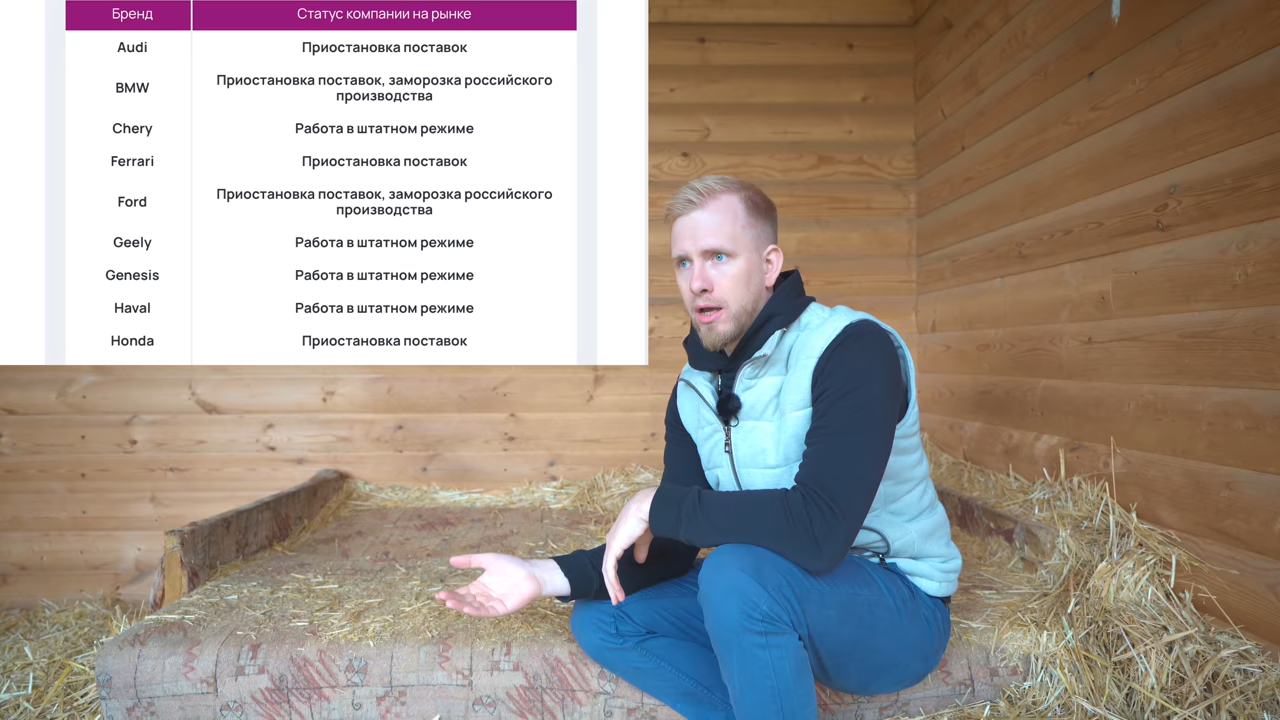 Бренд Статус компании на рынке
Audi Приостановка поставок
BMW Приостановка поставок, заморозка российского
производства
Chery Работа в штатном режиме
Ferrari Приостановка поставок
Ford Приостановка поставок, заморозка российского
производства
Geely Работа в штатном режиме
Genesis Работа в штатном режиме
Haval Работа в штатном режиме
Honda Приостановка поставок